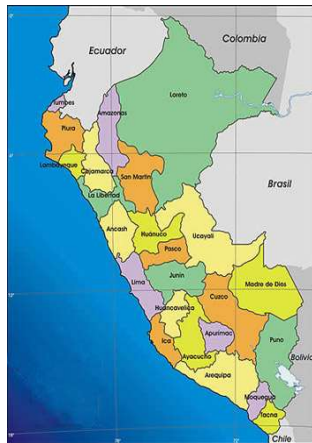 Ecuador
Colombia
Loreto
Tumbes
Amazonas
Piura
Lambayeque
Cajamarca
San Martín
Brasil
La Libertad
Ancash
Huánuco
Ucayali
Pasco
Lima
Junín
Cuzco
Madre de Dios
Huancavelica
Ica
Apurimac
Ayacucho
Puno
Bolivia
Arequipa
Moquegua
Tacna
Chile